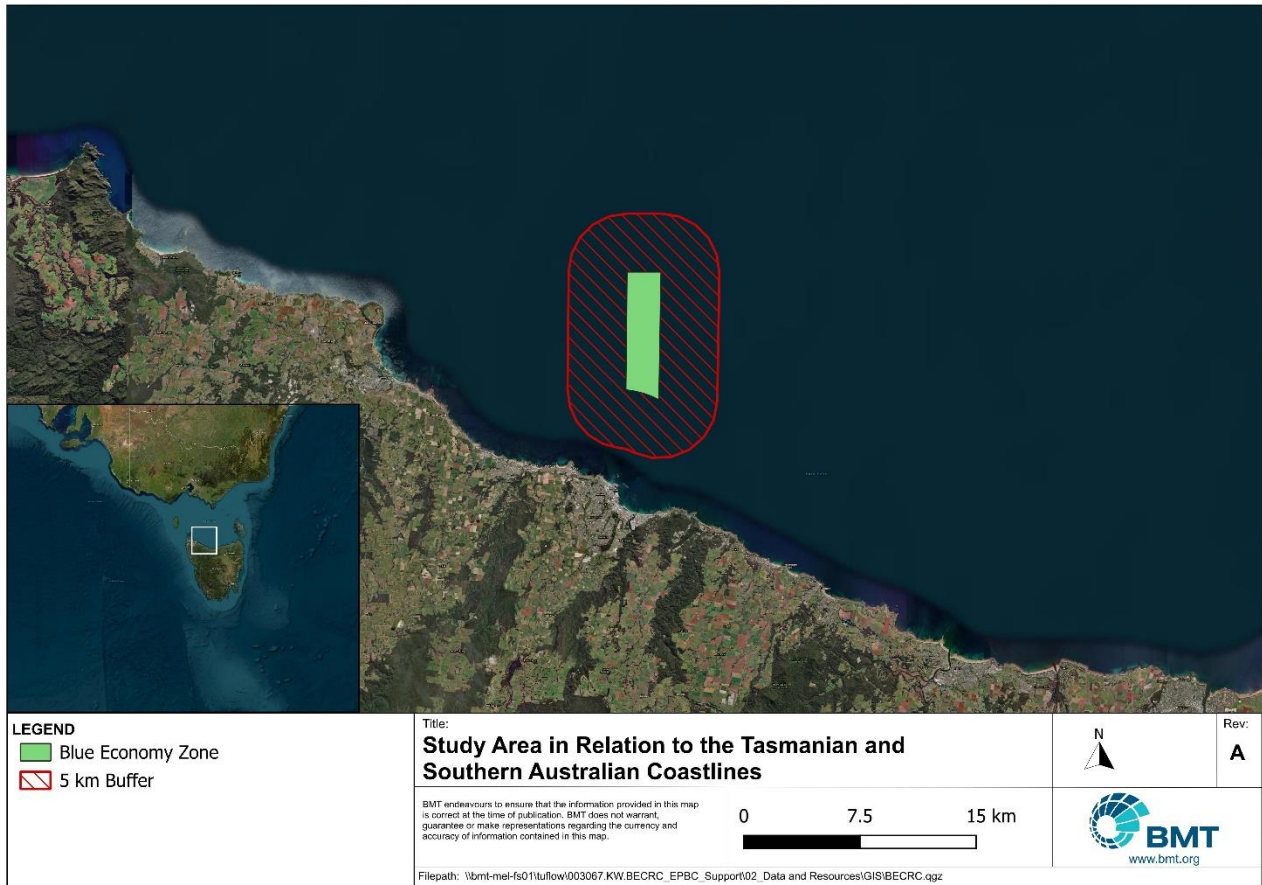 LEGEND
Blue Economy Zone
5 km Buffer
Title:
Study Area in Relation to the Tasmanian and
Southern Australian Coastlines
BMT endeavours to ensure that the information provided in this map
is correct at the time of publication. BMT does not warrant,
guarantee or make representations regarding the currency and
accuracy of information contained in this map.
0 7.5 15 km
Filepath: \\bmt-mel-fs01\tuflow\003067.KW.BECRC_EPBC_Support\02_Data and Resources\GIS\BECRC.qgz
N
Rev:
A
BMT
www.bmt.org